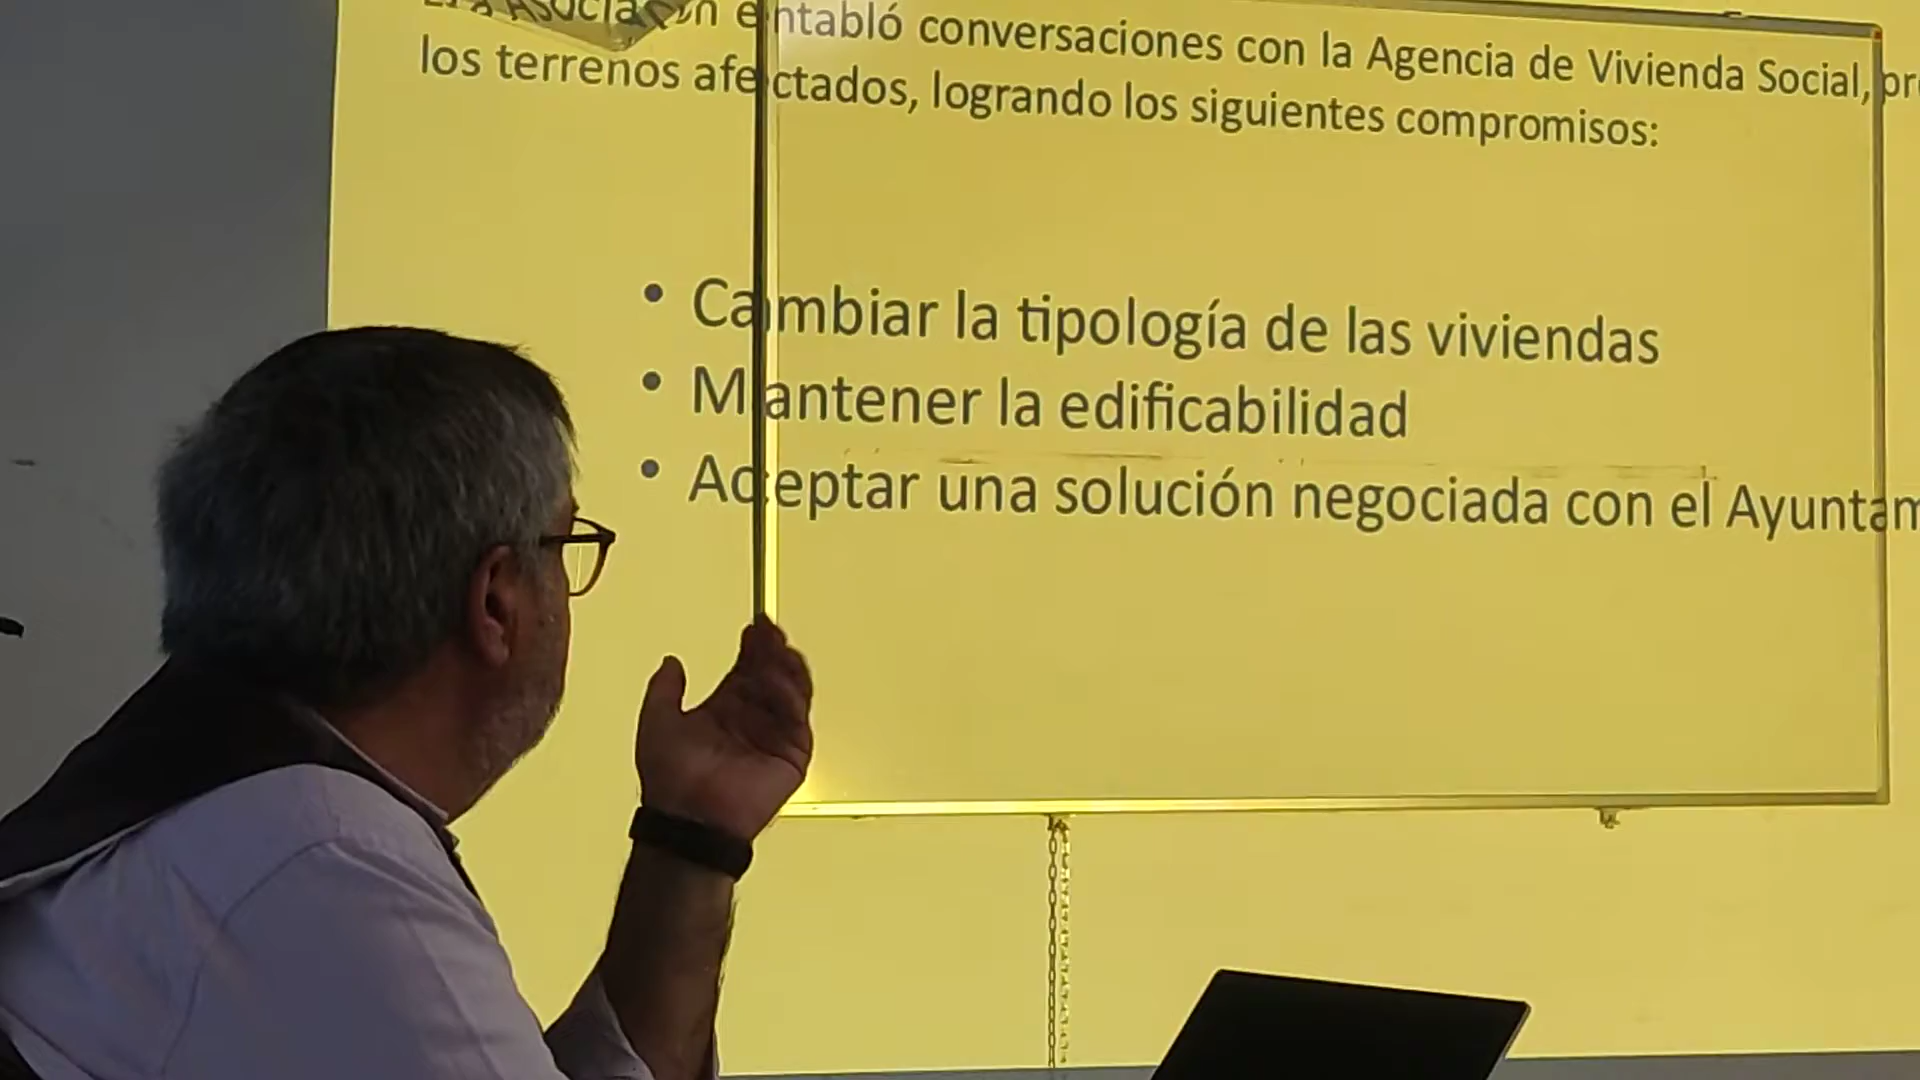 Asociación entabló conversaciones con la Agencia de Vivienda Social,
los terrenos afectados, logrando los siguientes compromisos:
• Cambiar la tipología de las viviendas
• Mantener la edificabilidad
• Aceptar una solución negociada con el